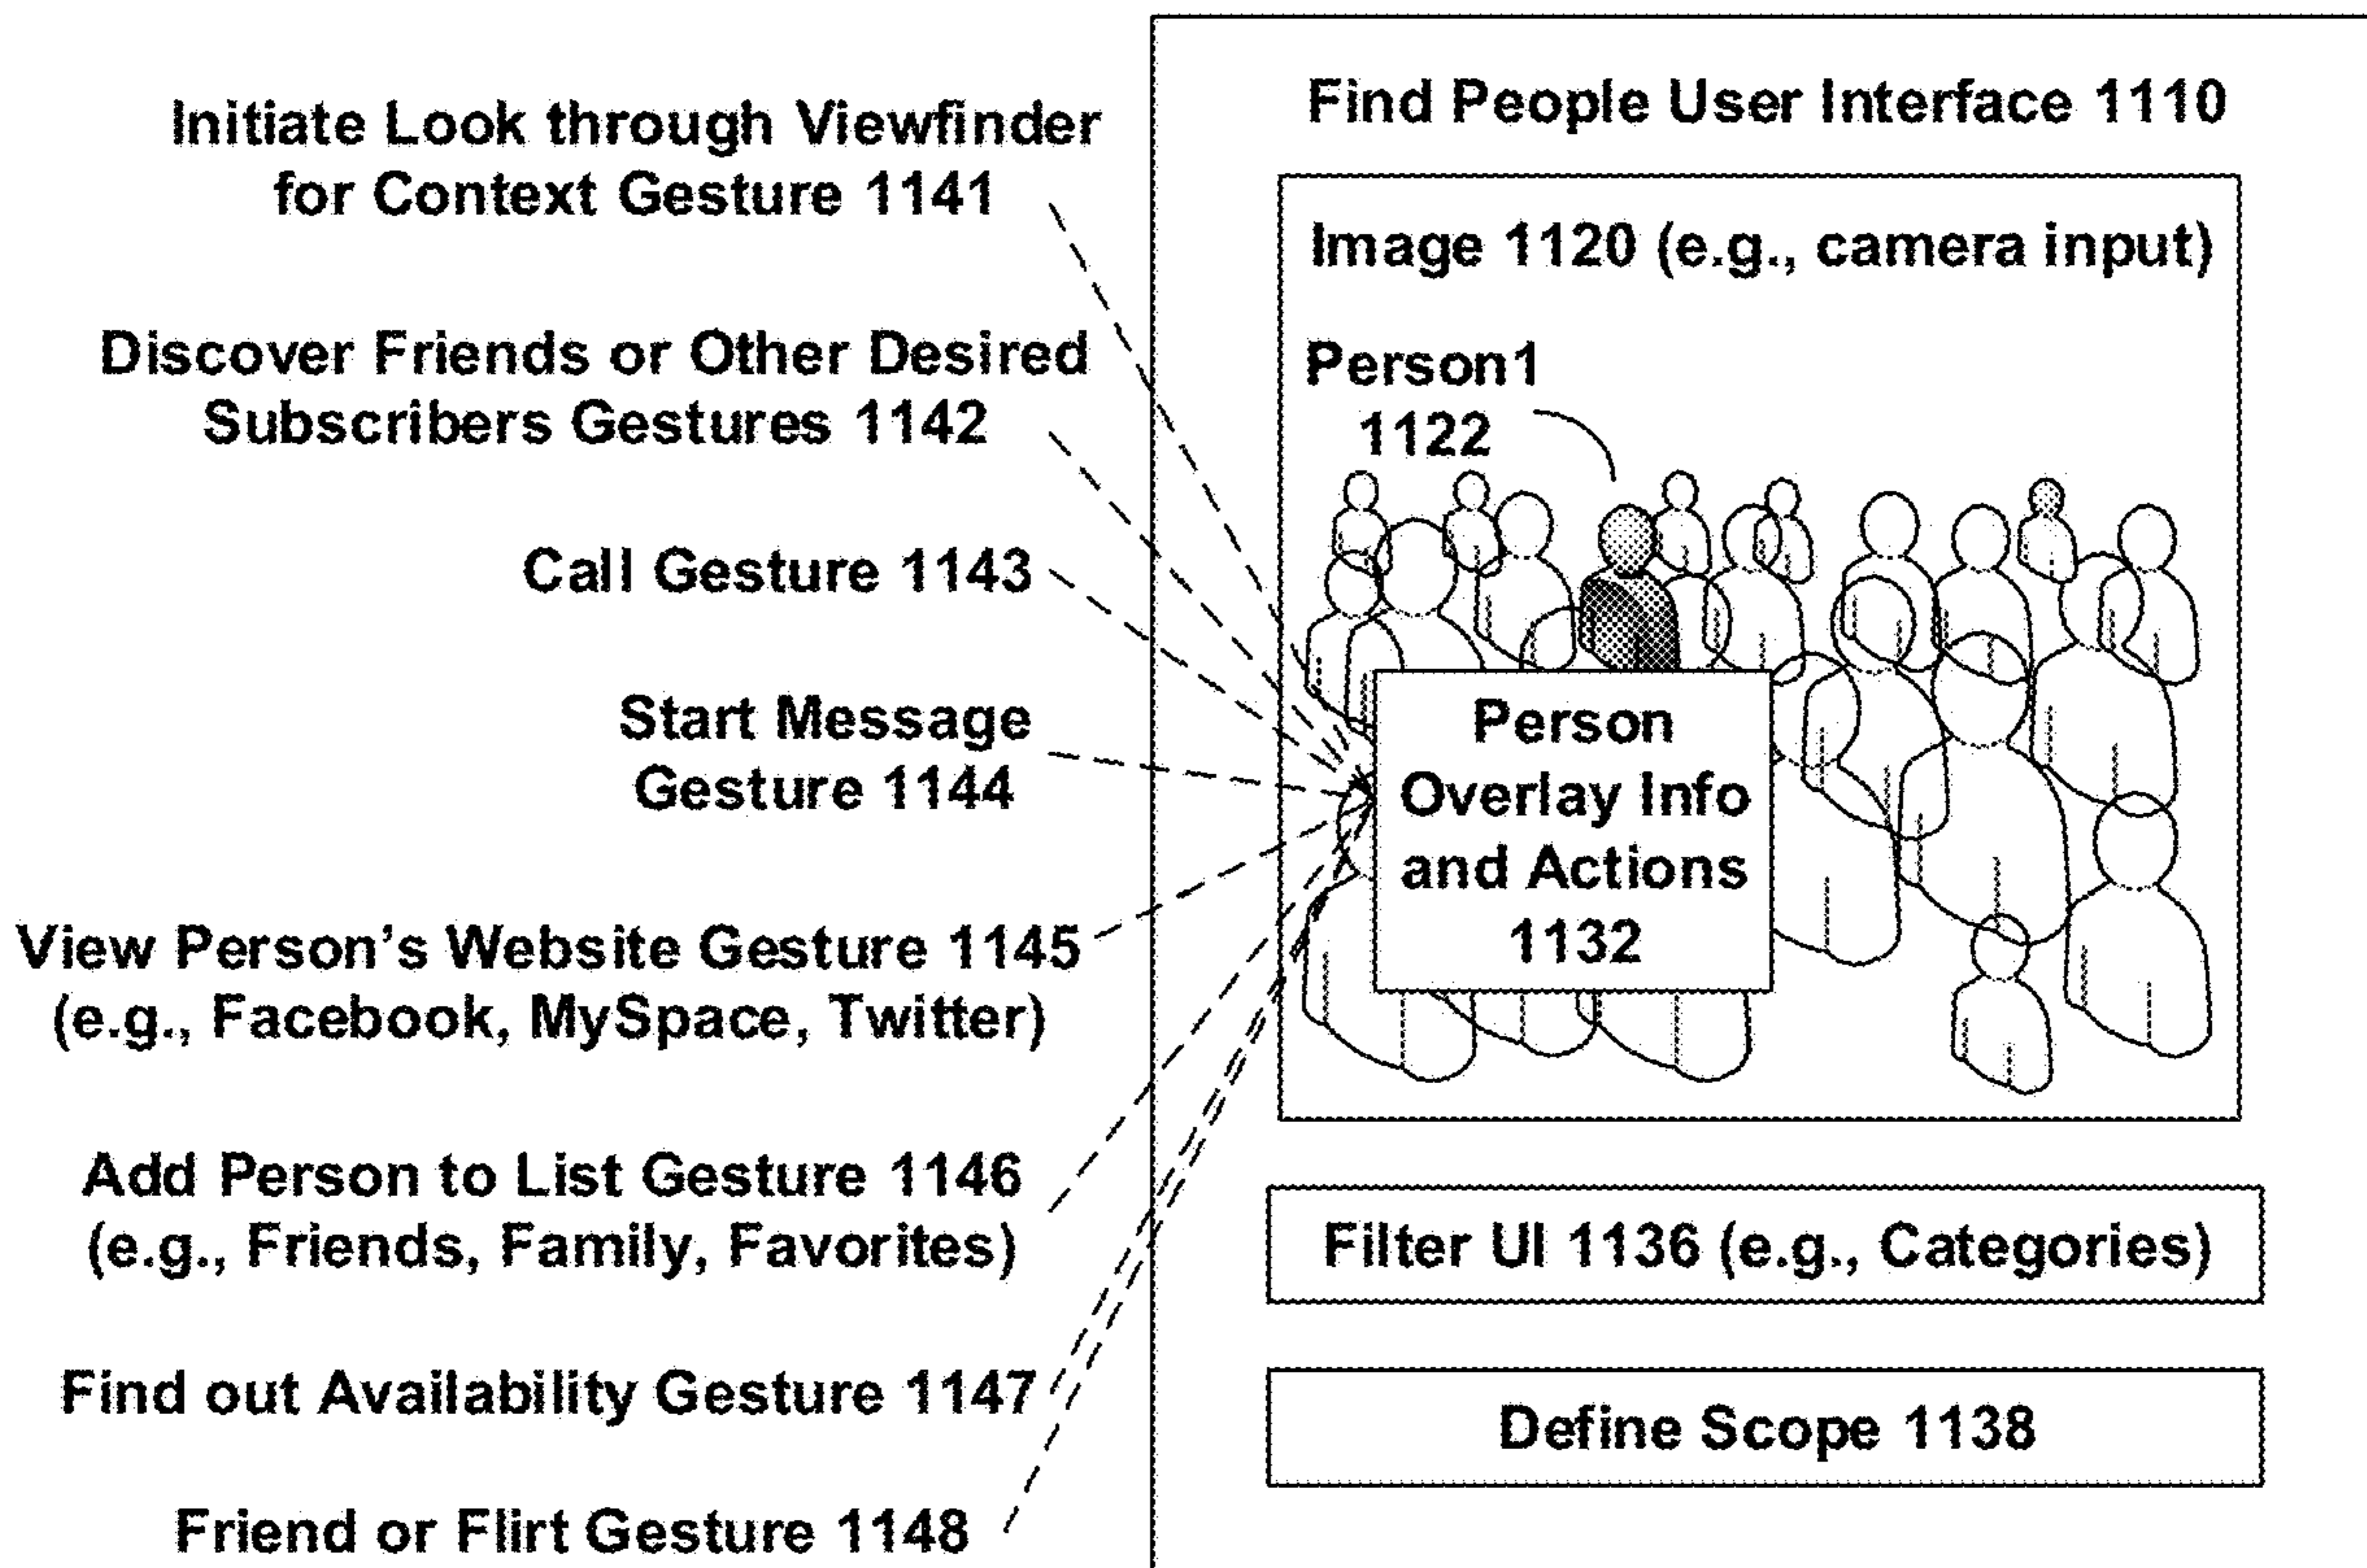 Initiate Look through Viewfinder
for Context Gesture 1141
Discover Friends or Other Desired
Subscribers Gestures 1142
Call Gesture 1143
Start Message
Gesture 1144
View Person's Website Gesture 1145
(e.g., Facebook, MySpace, Twitter)
Add Person to List Gesture 1146
(e.g., Friends, Family, Favorites)
Find out Availability Gesture 1147
Friend or Flirt Gesture 1148
Find People User Interface 1110
Image 1120 (e.g., camera input)
Person1
1122
Person
Overlay Info
and Actions
1132
Filter UI 1136 (e.g., Categories)
Define Scope 1138